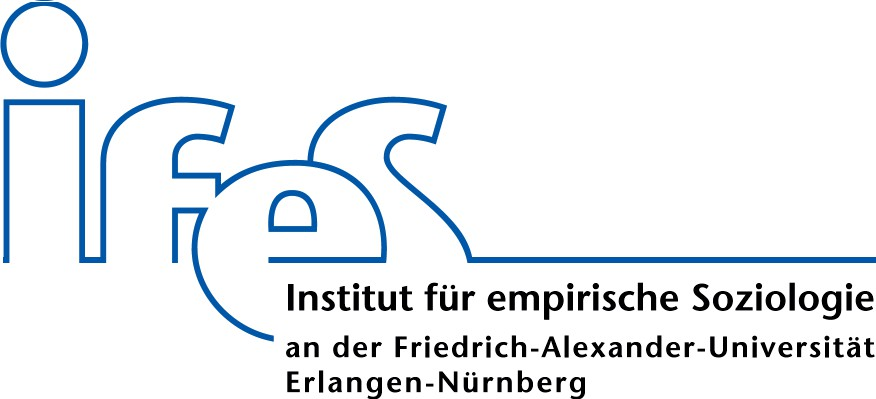 ifes
Institut für empirische Soziologie
an der Friedrich-Alexander-Universität
Erlangen-Nürnberg